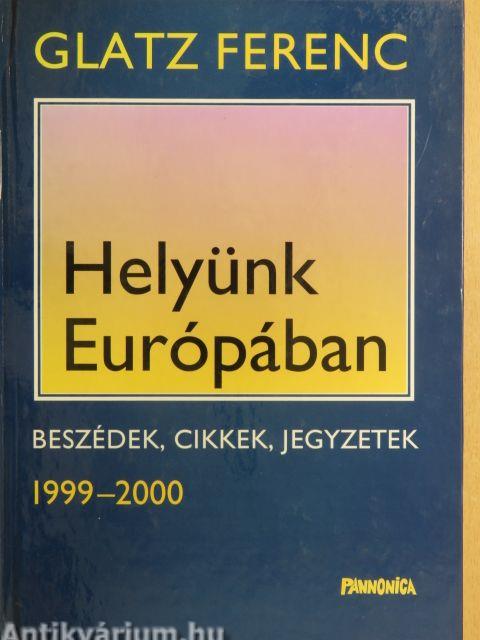 GLATZ FERENC
Helyünk
Európában
BESZÉDEK, CIKKEK, JEGYZETEK
1999–2000
PANNONICA
Antikvárium.hu